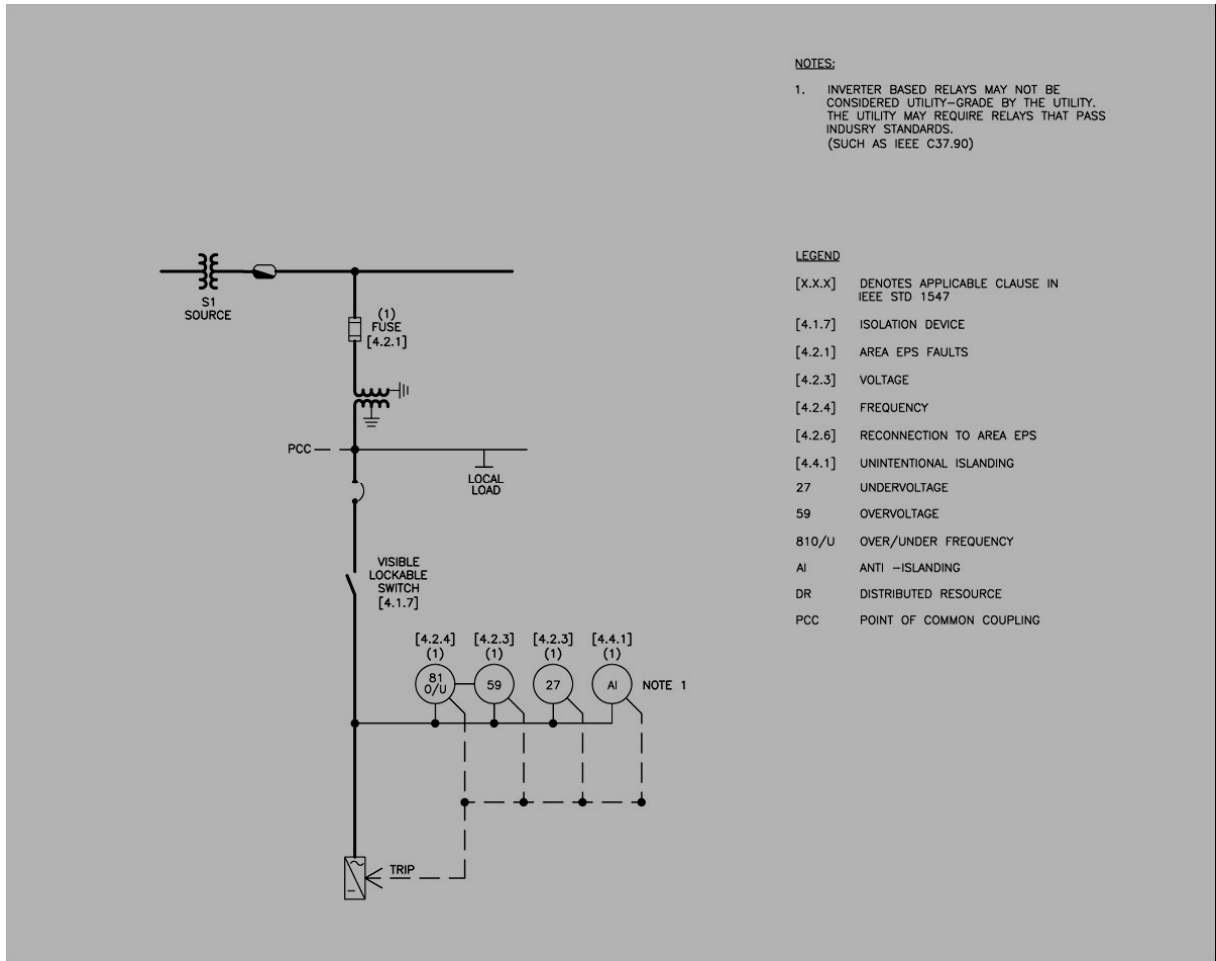 NOTES:
1. INVERTER BASED RELAYS MAY NOT BE
CONSIDERED UTILITY-GRADE BY THE UTILITY.
THE UTILITY MAY REQUIRE RELAYS THAT PASS
INDUSRY STANDARDS.
(SUCH AS IEEE C37.90)
S1
SOURCE
(1)
FUSE
[4.2.1]
PCC
LOCAL
LOAD
VISIBLE
LOCKABLE
SWITCH
[4.1.7]
[4.2.4] [4.2.3] [4.2.3] [4.4.1]
(1) (1) (1) (1)
81
O/U
59
27
AI
NOTE 1
TRIP
LEGEND
[X.X.X] DENOTES APPLICABLE CLAUSE IN
IEEE STD 1547
[4.1.7] ISOLATION DEVICE
[4.2.1] AREA EPS FAULTS
[4.2.3] VOLTAGE
[4.2.4] FREQUENCY
[4.2.6] RECONNECTION TO AREA EPS
[4.4.1] UNINTENTIONAL ISLANDING
27 UNDERVOLTAGE
59 OVERVOLTAGE
810/U OVER/UNDER FREQUENCY
AI ANTI -ISLANDING
DR DISTRIBUTED RESOURCE
PCC POINT OF COMMON COUPLING